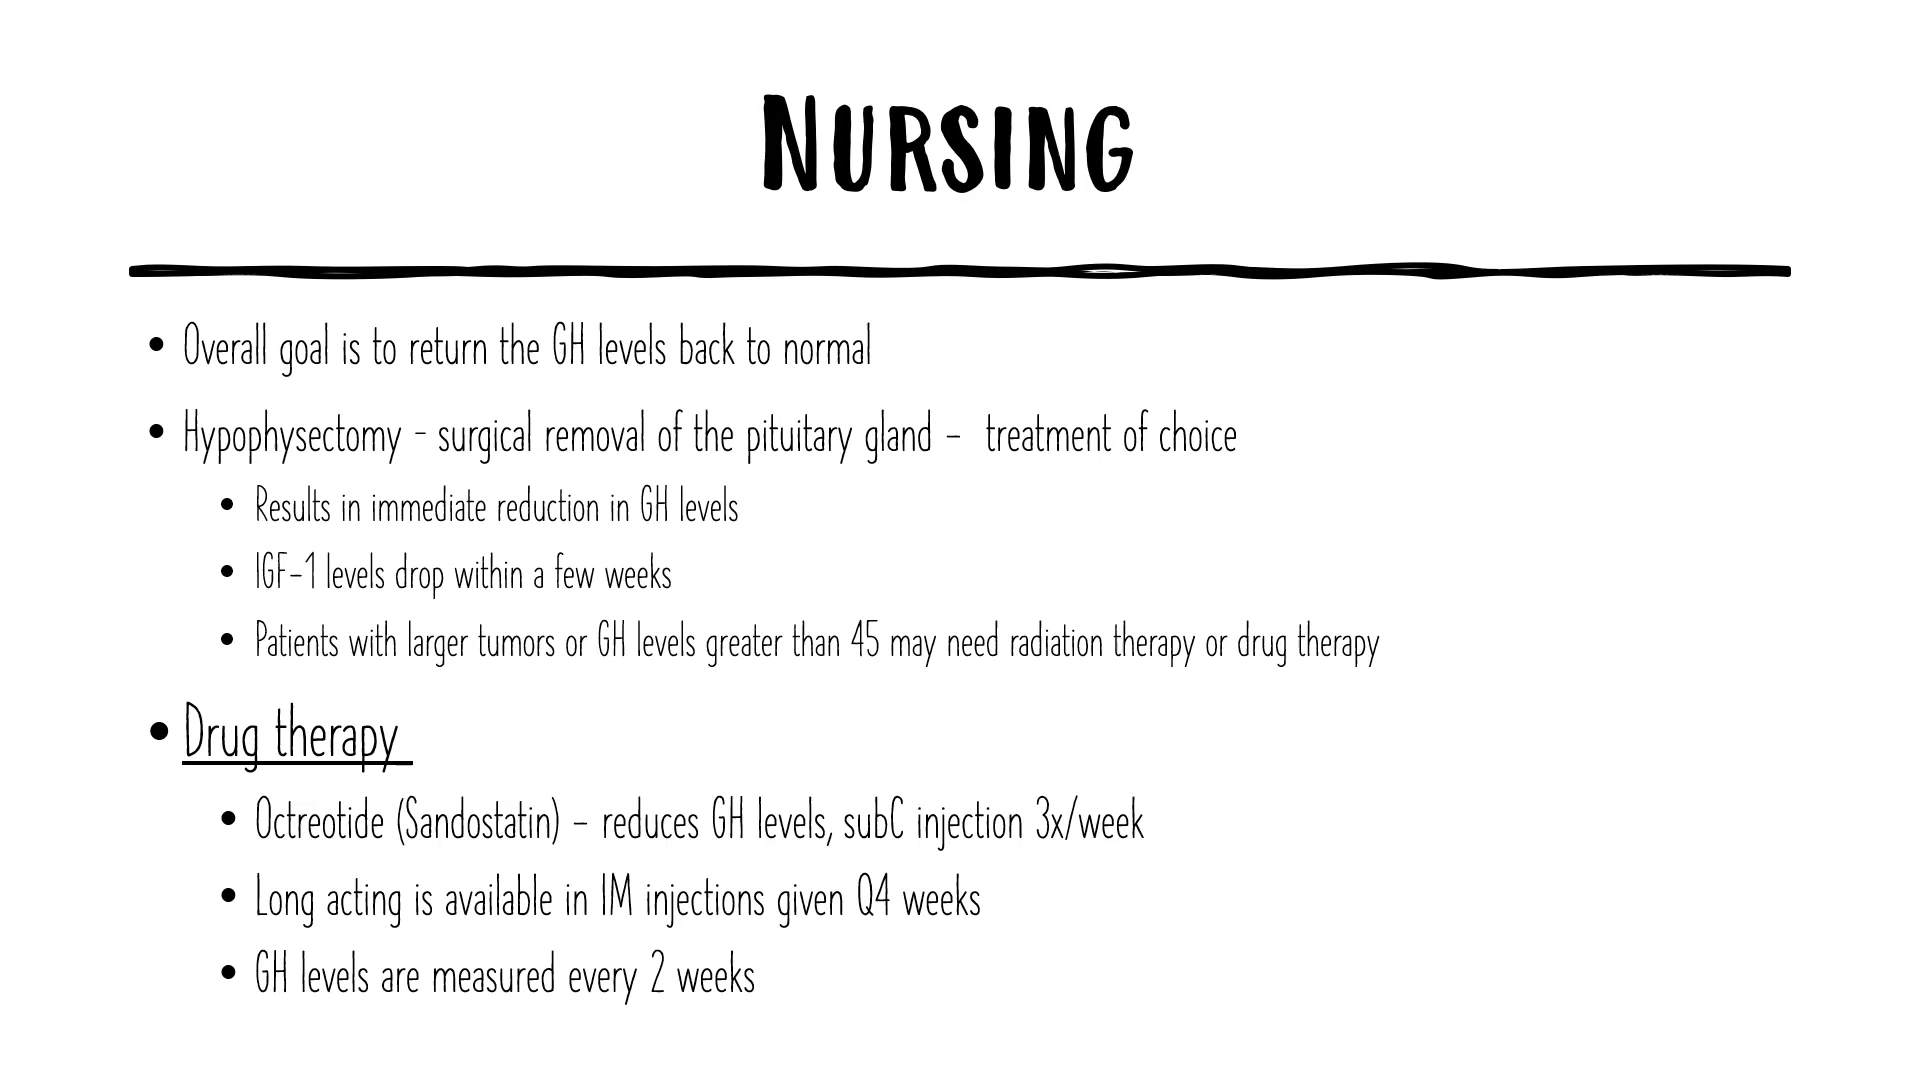 NURSING
• Overall goal is to return the GH levels back to normal
• Hypophysectomy - surgical removal of the pituitary gland – treatment of choice
• Results in immediate reduction in GH levels
• IGF-1 levels drop within a few weeks
• Patients with larger tumors or GH levels greater than 45 may need radiation therapy or drug therapy
• Drug therapy
• Octreotide (Sandostatin) – reduces GH levels, subC injection 3x/week
• Long acting is available in IM injections given Q4 weeks
• GH levels are measured every 2 weeks